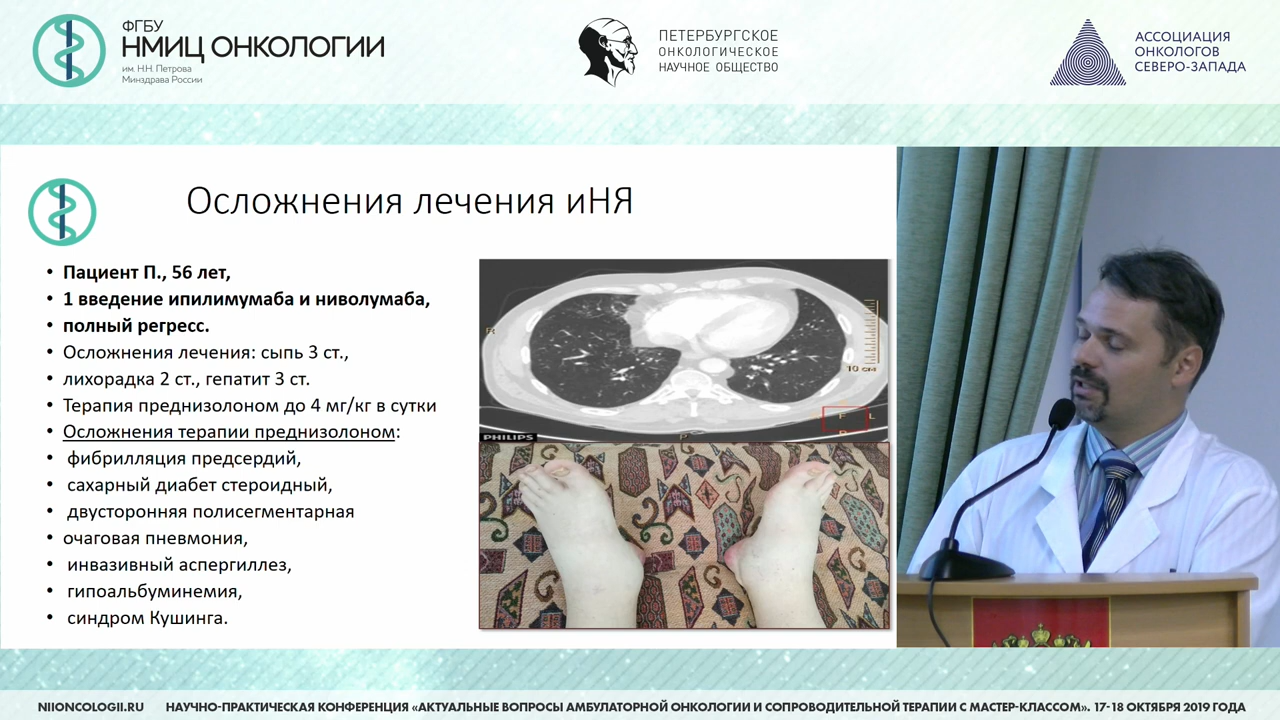 ФГБУ
НМИЦ ОНКОЛОГИИ
им. Н.Н. Петрова
Минздрава России
ПЕТЕРБУРГСКОЕ
ОНКОЛОГИЧЕСКОЕ
НАУЧНОЕ ОБЩЕСТВО
АССОЦИАЦИЯ
ОНКОЛОГОВ
СЕВЕРО-ЗАПАДА
Осложнения лечения иНЯ
• Пациент П., 56 лет,
• 1 введение ипилимумаба и ниволумаба,
• полный регресс.
• Осложнения лечения: сыпь 3 ст.,
• лихорадка 2 ст., гепатит 3 ст.
• Терапия преднизолоном до 4 мг/кг в сутки
• Осложнения терапии преднизолоном:
• фибрилляция предсердий,
• сахарный диабет стероидный,
• двусторонняя полисегментарная
• очаговая пневмония,
• инвазивный аспергиллез,
• гипоальбуминемия,
• синдром Кушинга.
R
10 см
F
L
PHILIPS
P
NIIONCOLOGII.RU НАУЧНО-ПРАКТИЧЕСКАЯ КОНФЕРЕНЦИЯ «АКТУАЛЬНЫЕ ВОПРОСЫ АМБУЛАТОРНОЙ ОНКОЛОГИИ И СОПРОВОДИТЕЛЬНОЙ ТЕРАПИИ С МАСТЕР-КЛАССОМ». 17-18 ОКТЯБРЯ 2019 ГОДА